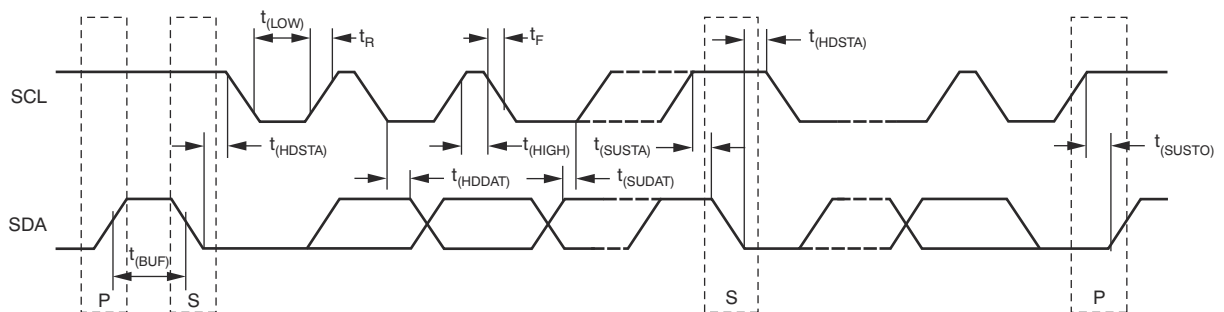 t(LOW)
tR
tF
t(HDSTA)
SCL
t(HDSTA)
t(HIGH)
t(SUSTA)
t(SUSTO)
t(HDDAT)
t(SUDAT)
SDA
t(BUF)
P
S
S
P